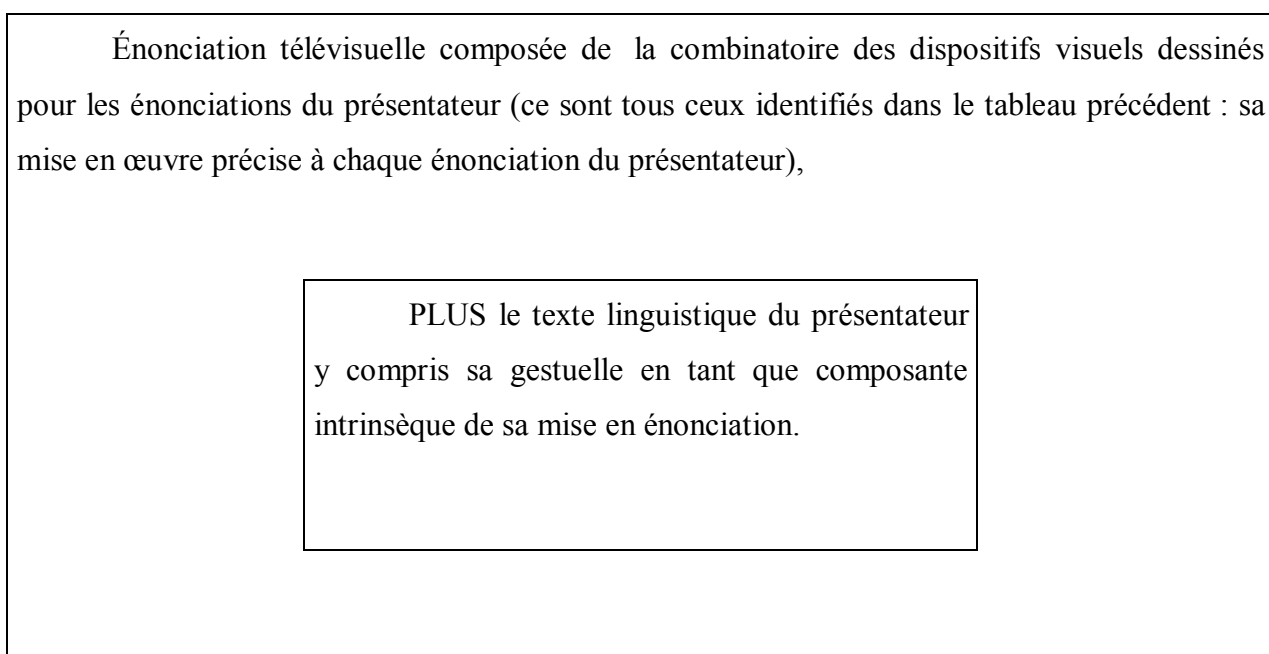 Énonciation télévisuelle composée de la combinatoire des dispositifs visuels dessinés
pour les énonciations du présentateur (ce sont tous ceux identifiés dans le tableau précédent : sa
mise en œuvre précise à chaque énonciation du présentateur),
PLUS le texte linguistique du présentateur
y compris sa gestuelle en tant que composante
intrinsèque de sa mise en énonciation.